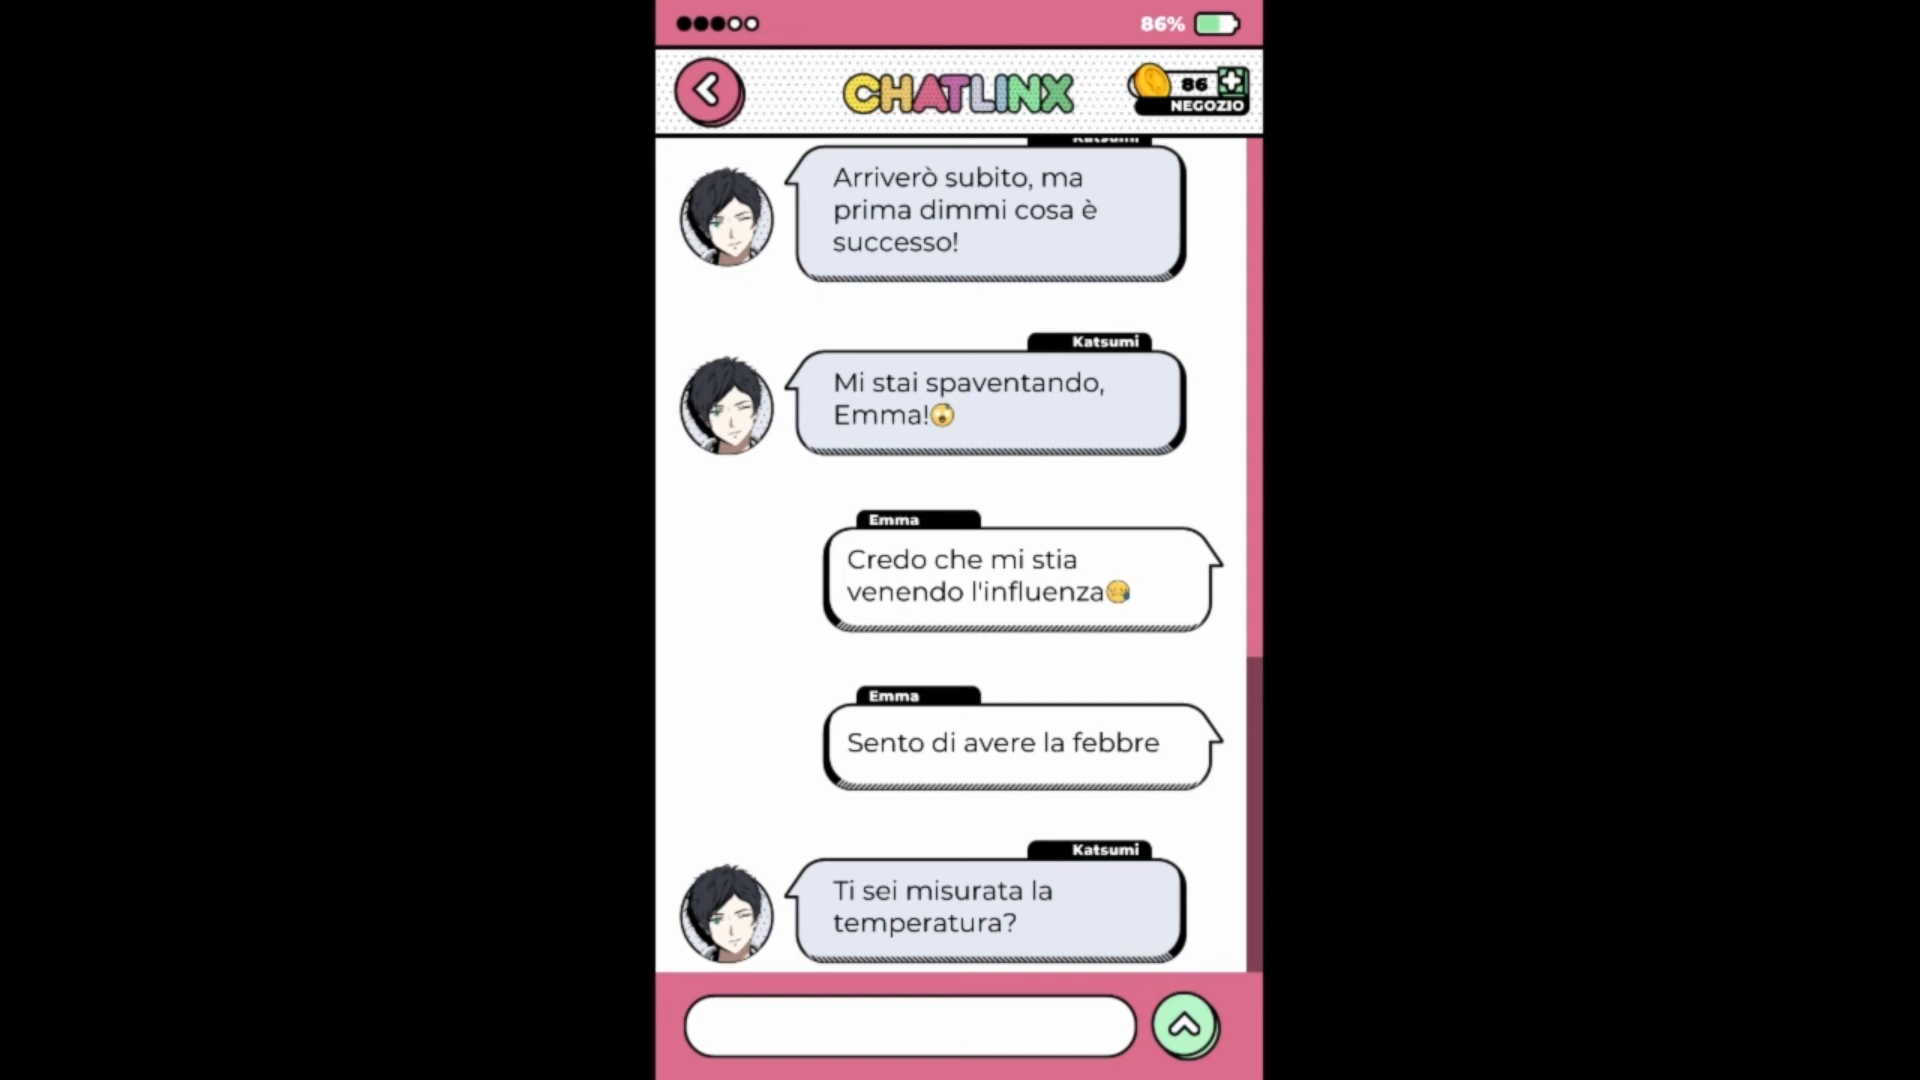 86%
CHATLINX
86
NEGOZIO
Katsumi
Arriverò subito, ma
prima dimmi cosa è
successo!
Katsumi
Mi stai spaventando,
Emma!😲
Emma
Credo che mi stia
venendo l'influenza😥
Emma
Sento di avere la febbre
Katsumi
Ti sei misurata la
temperatura?